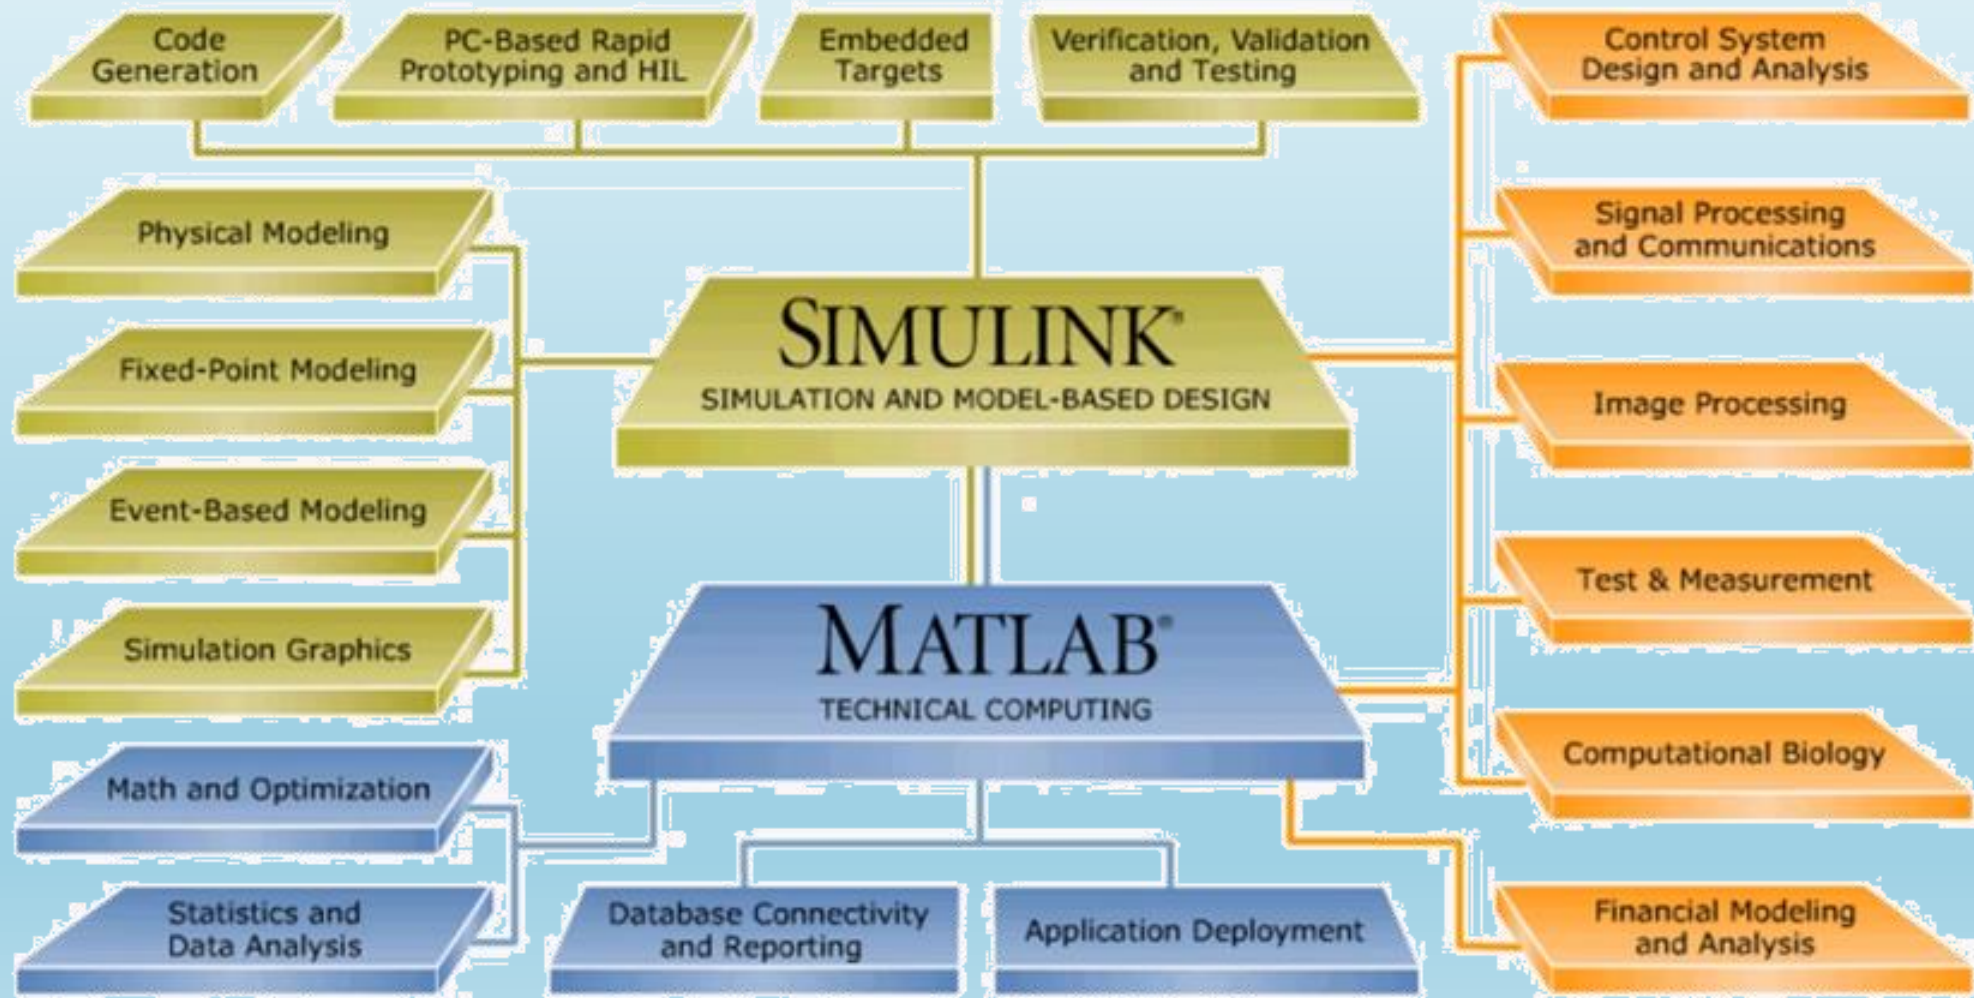 Code
Generation
PC-Based Rapid
Prototyping and HIL
Embedded
Targets
Verification, Validation
and Testing
Control System
Design and Analysis
Physical Modeling
Signal Processing
and Communications
SIMULINK®
SIMULATION AND MODEL-BASED DESIGN
Fixed-Point Modeling
Image Processing
Event-Based Modeling
Test & Measurement
MATLAB®
TECHNICAL COMPUTING
Simulation Graphics
Computational Biology
Math and Optimization
Statistics and
Data Analysis
Database Connectivity
and Reporting
Application Deployment
Financial Modeling
and Analysis